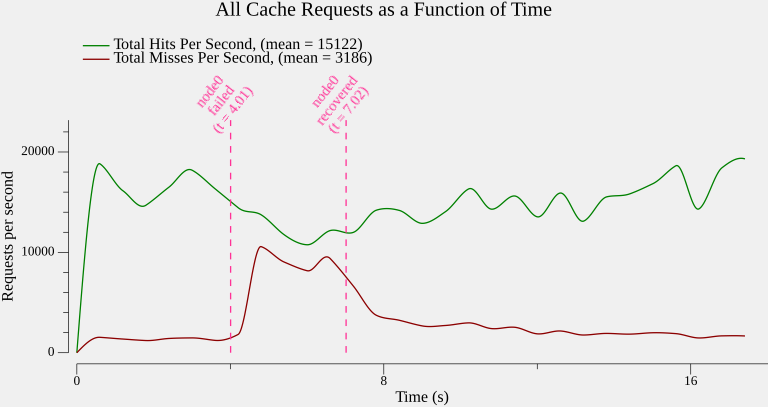 All Cache Requests as a Function of Time
Total Hits Per Second, (mean = 15122)
Total Misses Per Second, (mean = 3186)
node0
failed
(t = 4.01)
node0
recovered
(t = 7.02)
Requests per second
20000
10000
0
0
8
16
Time (s)